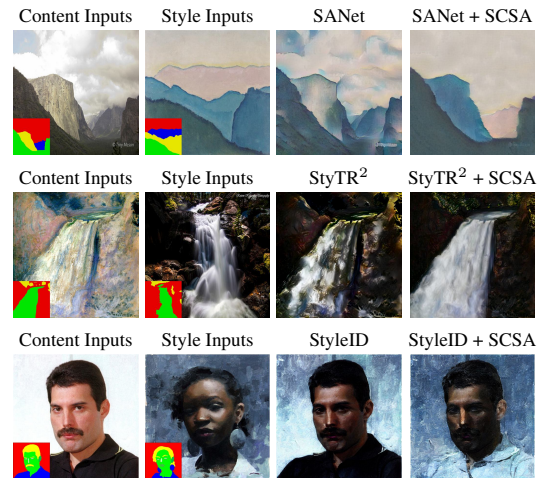 Content Inputs Style Inputs SANet SANet + SCSA
Content Inputs Style Inputs StyTR² StyTR² + SCSA
Content Inputs Style Inputs StyleID StyleID + SCSA